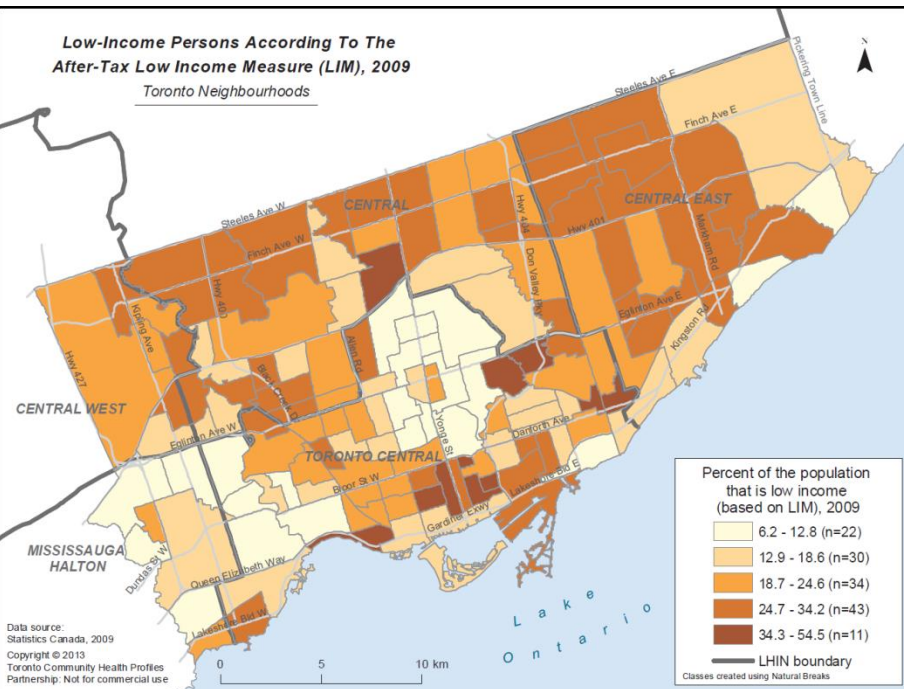 Low-Income Persons According To The
After-Tax Low Income Measure (LIM), 2009
Toronto Neighbourhoods
N
Pickering Town Line
Steeles Ave E
Finch Ave E
CENTRAL
CENTRAL EAST
Steeles Ave W
Finch Ave W
Hwy 404
Hwy 401
Markham Rd
Hwy 400
Don Valley Pky
Kipling Ave
Eglinton Ave E
Kingston Rd
Allen Rd
Hwy 427
Black Creek Dr
CENTRAL WEST
Eglinton Ave W
Yonge St
Danforth Ave
TORONTO CENTRAL
Bloor St W
Lakeshore Bld E
Gardiner Exwy
MISSISSAUGA
HALTON
Dundas St W
Queen Elizabeth Way
Lakeshore Bld W
Lake
Ontario
Percent of the population
that is low income
(based on LIM), 2009
6.2 - 12.8 (n=22)
12.9 - 18.6 (n=30)
18.7 - 24.6 (n=34)
24.7 - 34.2 (n=43)
34.3 - 54.5 (n=11)
LHIN boundary
Classes created using Natural Breaks
Data source:
Statistics Canada, 2009
Copyright © 2013
Toronto Community Health Profiles
Partnership: Not for commercial use
0 5 10 km